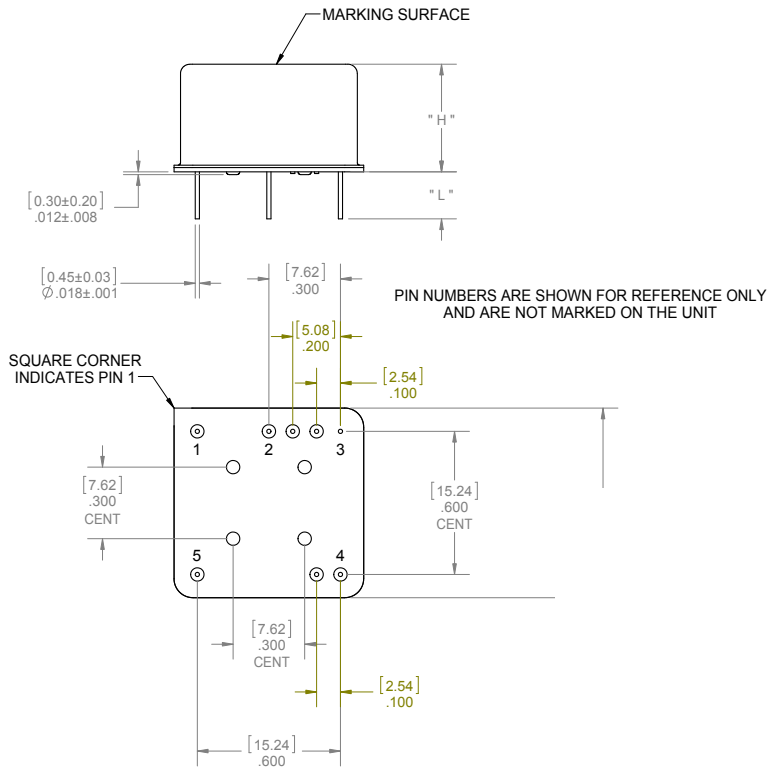 MARKING SURFACE
"H"
"L"
[0.30±0.20]
.012±.008
[0.45±0.03]
Ø.018±.001
[7.62]
.300
PIN NUMBERS ARE SHOWN FOR REFERENCE ONLY
AND ARE NOT MARKED ON THE UNIT
[5.08]
.200
SQUARE CORNER
INDICATES PIN 1
[2.54]
.100
1
2
3
[7.62]
.300
CENT
[15.24]
.600
CENT
5
4
[7.62]
.300
CENT
[2.54]
.100
[15.24]
.600